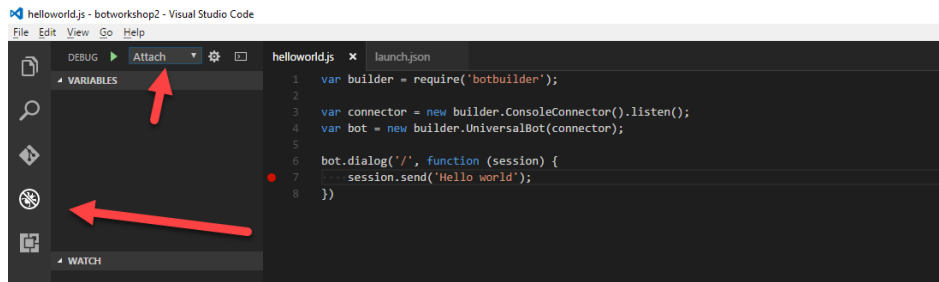 helloworld.js - botworkshop2 - Visual Studio Code
File Edit View Go Help
DEBUG Attach
helloworld.js × launch.json
VARIABLES
1 var builder = require('botbuilder');
2
3 var connector = new builder.ConsoleConnector().listen();
4 var bot = new builder.UniversalBot(connector);
5
6 bot.dialog('/', function (session) {
7 ····session.send('Hello world');
8 })
WATCH